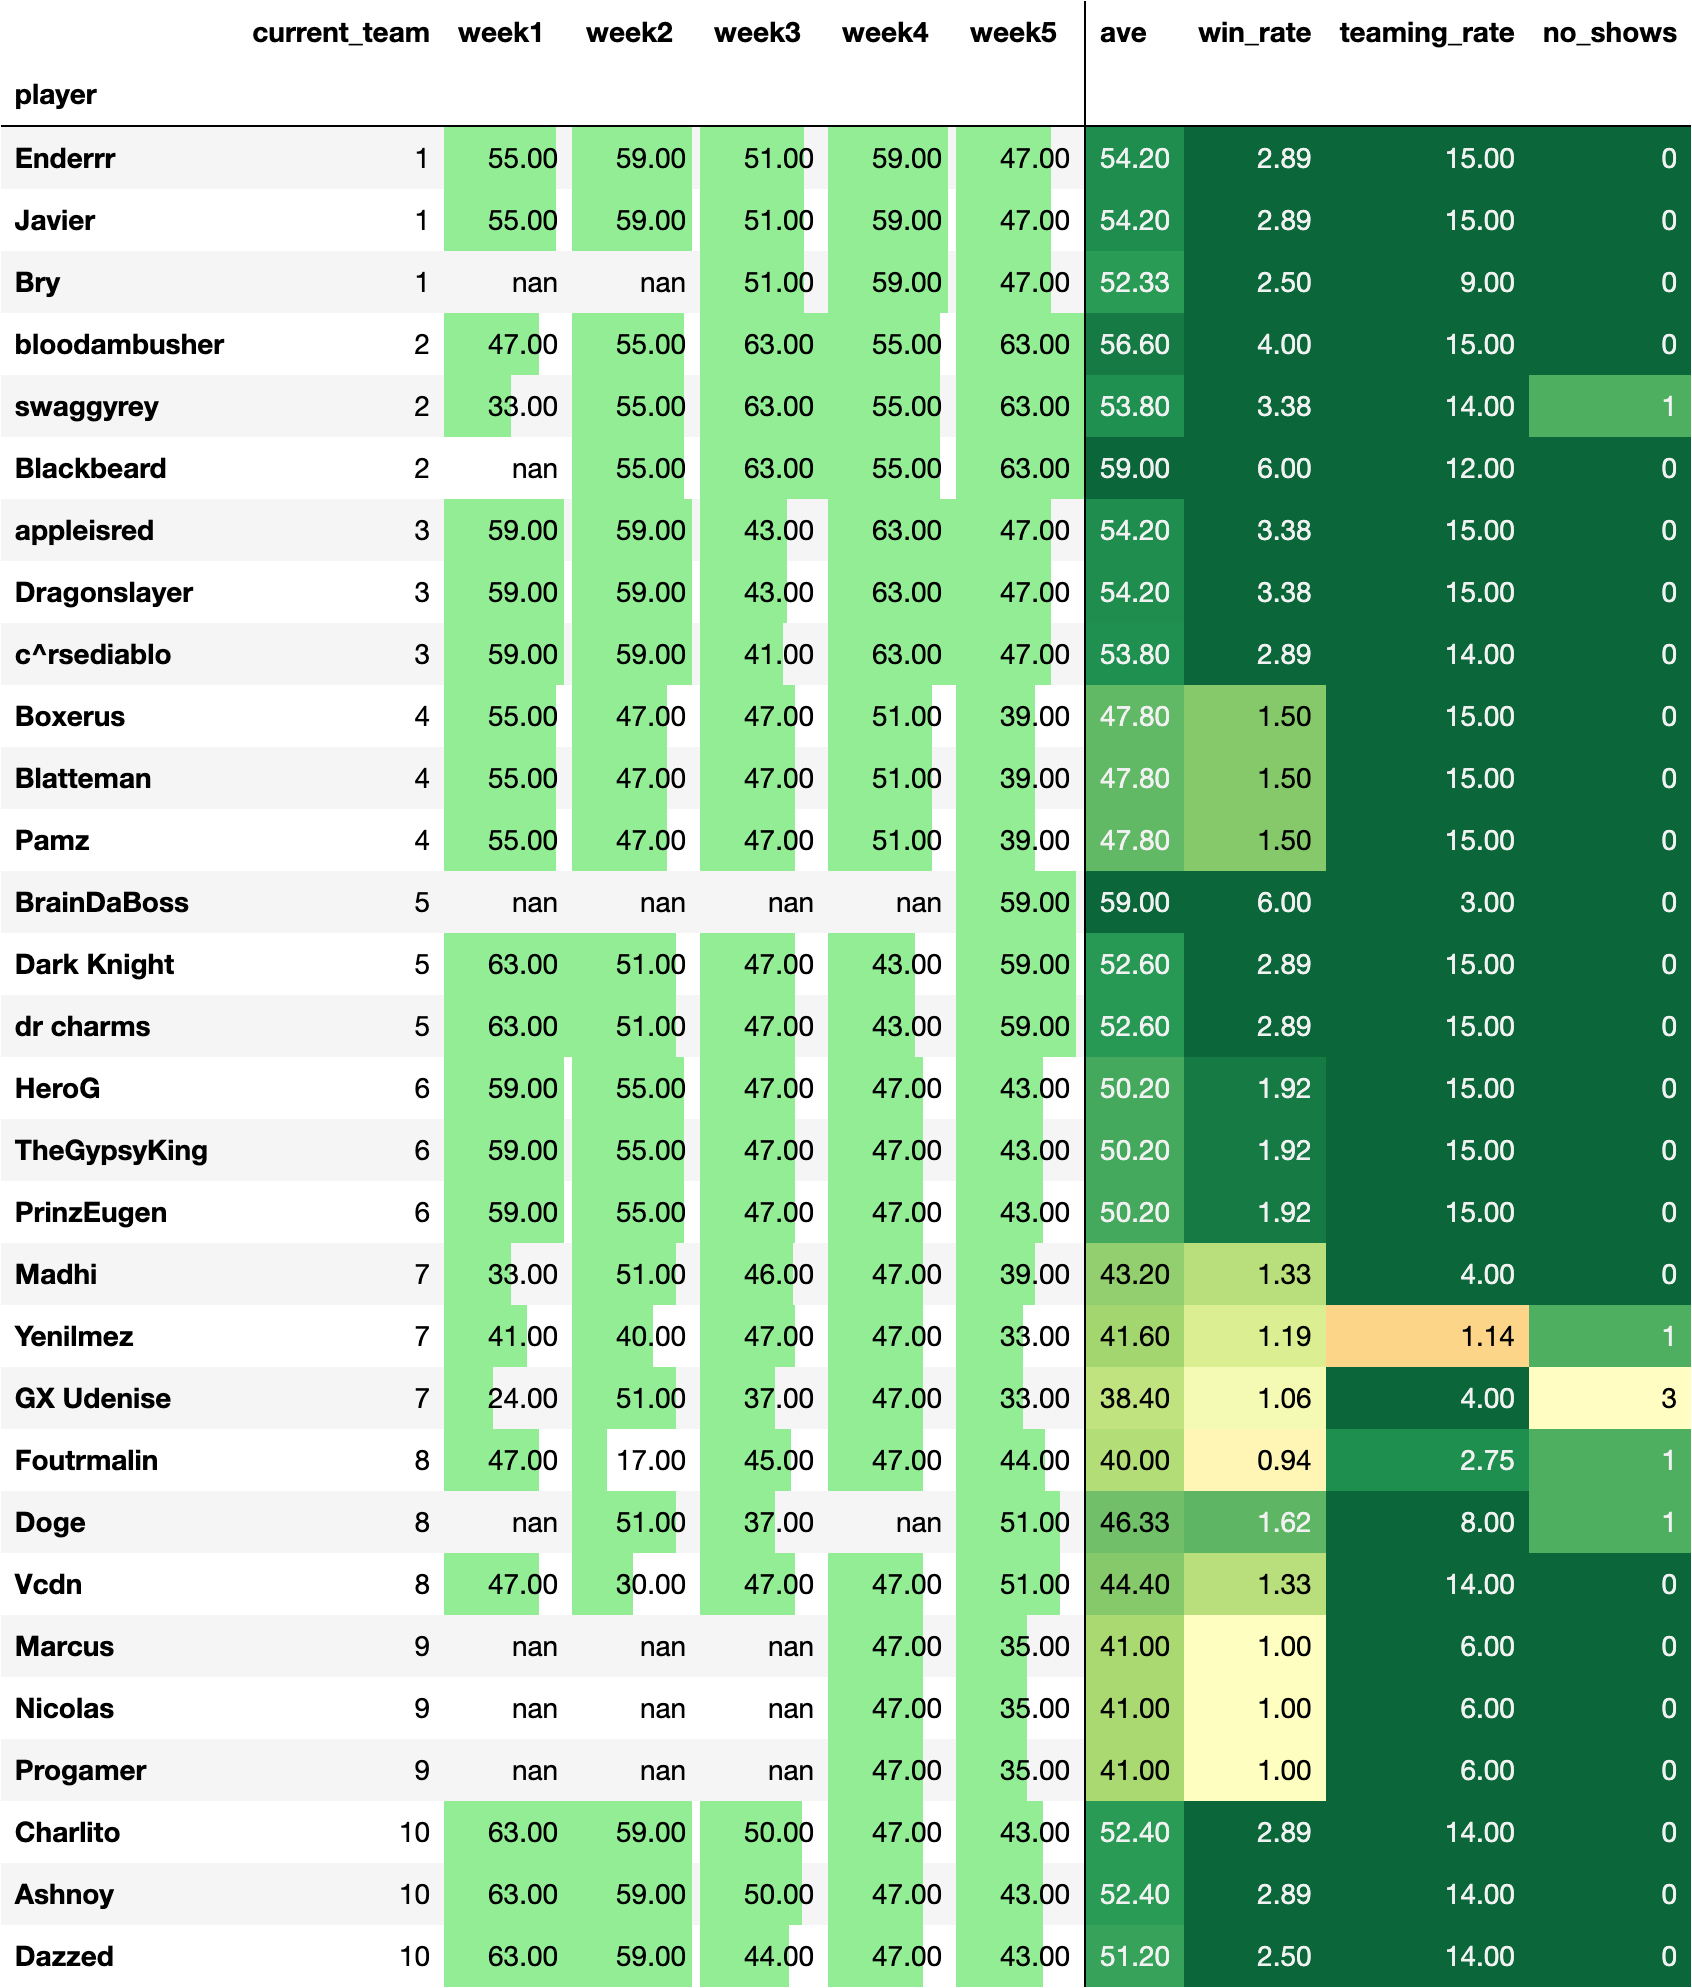 current_team week1 week2 week3 week4 week5 ave win_rate teaming_rate no_shows
player
Enderrr 1 55.00 59.00 51.00 59.00 47.00 54.20 2.89 15.00 0
Javier 1 55.00 59.00 51.00 59.00 47.00 54.20 2.89 15.00 0
Bry 1 nan nan 51.00 59.00 47.00 52.33 2.50 9.00 0
bloodambusher 2 47.00 55.00 63.00 55.00 63.00 56.60 4.00 15.00 0
swaggyrey 2 33.00 55.00 63.00 55.00 63.00 53.80 3.38 14.00 1
Blackbeard 2 nan 55.00 63.00 55.00 63.00 59.00 6.00 12.00 0
appleisred 3 59.00 59.00 43.00 63.00 47.00 54.20 3.38 15.00 0
Dragonslayer 3 59.00 59.00 43.00 63.00 47.00 54.20 3.38 15.00 0
c^rsediablo 3 59.00 59.00 41.00 63.00 47.00 53.80 2.89 14.00 0
Boxerus 4 55.00 47.00 47.00 51.00 39.00 47.80 1.50 15.00 0
Blatteman 4 55.00 47.00 47.00 51.00 39.00 47.80 1.50 15.00 0
Pamz 4 55.00 47.00 47.00 51.00 39.00 47.80 1.50 15.00 0
BrainDaBoss 5 nan nan nan nan 59.00 59.00 6.00 3.00 0
Dark Knight 5 63.00 51.00 47.00 43.00 59.00 52.60 2.89 15.00 0
dr charms 5 63.00 51.00 47.00 43.00 59.00 52.60 2.89 15.00 0
HeroG 6 59.00 55.00 47.00 47.00 43.00 50.20 1.92 15.00 0
TheGypsyKing 6 59.00 55.00 47.00 47.00 43.00 50.20 1.92 15.00 0
PrinzEugen 6 59.00 55.00 47.00 47.00 43.00 50.20 1.92 15.00 0
Madhi 7 33.00 51.00 46.00 47.00 39.00 43.20 1.33 4.00 0
Yenilmez 7 41.00 40.00 47.00 47.00 33.00 41.60 1.19 1.14 1
GX Udenise 7 24.00 51.00 37.00 47.00 33.00 38.40 1.06 4.00 3
Foutrmalin 8 47.00 17.00 45.00 47.00 44.00 40.00 0.94 2.75 1
Doge 8 nan 51.00 37.00 nan 51.00 46.33 1.62 8.00 1
Vcdn 8 47.00 30.00 47.00 47.00 51.00 44.40 1.33 14.00 0
Marcus 9 nan nan nan 47.00 35.00 41.00 1.00 6.00 0
Nicolas 9 nan nan nan 47.00 35.00 41.00 1.00 6.00 0
Progamer 9 nan nan nan 47.00 35.00 41.00 1.00 6.00 0
Charlito 10 63.00 59.00 50.00 47.00 43.00 52.40 2.89 14.00 0
Ashnoy 10 63.00 59.00 50.00 47.00 43.00 52.40 2.89 14.00 0
Dazzed 10 63.00 59.00 44.00 47.00 43.00 51.20 2.50 14.00 0